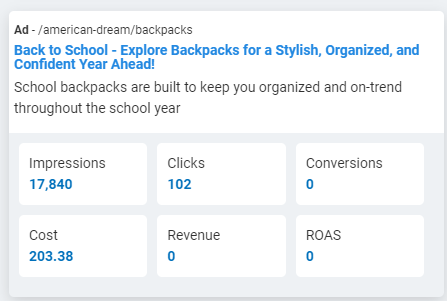 Ad - /american-dream/backpacks
Back to School - Explore Backpacks for a Stylish, Organized, and
Confident Year Ahead!
School backpacks are built to keep you organized and on-trend
throughout the school year
Impressions Clicks Conversions
17,840 102 0
Cost Revenue ROAS
203.38 0 0